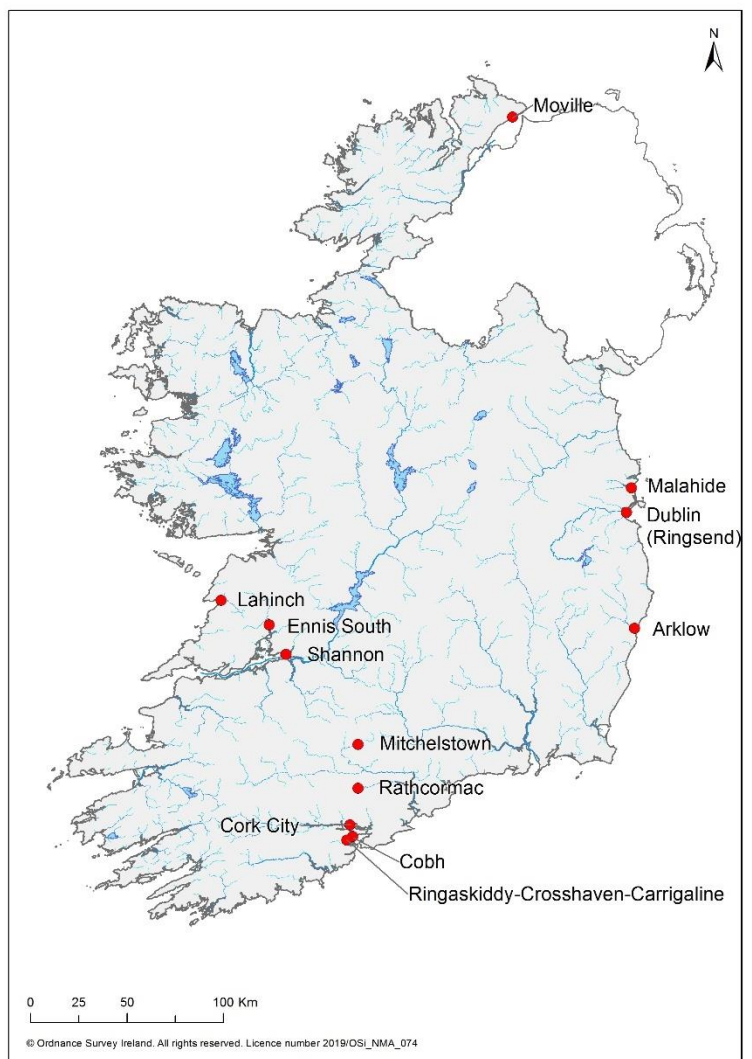 N
Moville
Malahide
Dublin
(Ringsend)
Lahinch
Ennis South
Shannon
Arklow
Mitchelstown
Rathcormac
Cork City
Cobh
Ringaskiddy-Crosshaven-Carrigaline
0 25 50 100 Km
© Ordnance Survey Ireland. All rights reserved. Licence number 2019/OSi_NMA_074